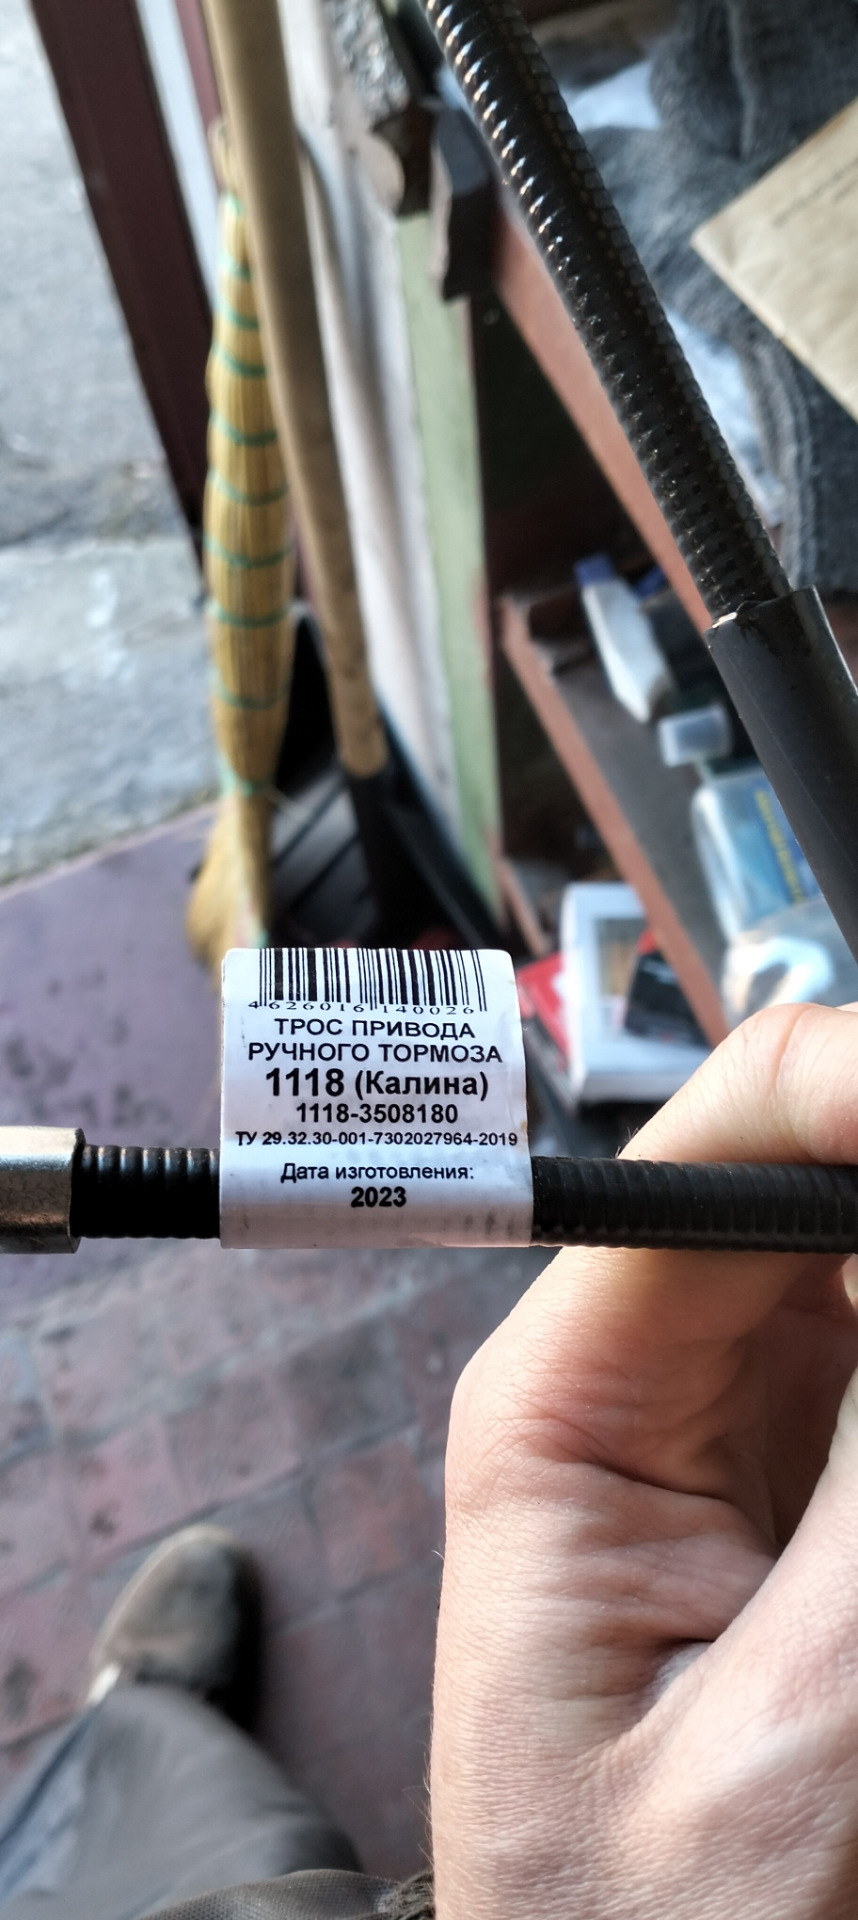 4 626016 140026
ТРОС ПРИВОДА
РУЧНОГО ТОРМОЗА
1118 (Калина)
1118-3508180
ТУ 29.32.30-001-7302027964-2019
Дата изготовления:
2023